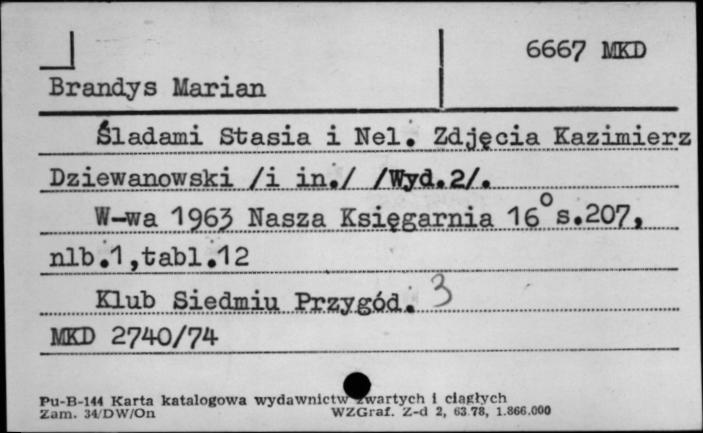 6667 MKD
Brandys Marian
Śladami Stasia i Nel. Zdjęcia Kazimierz
Dziewanowski /i in./ /Wyd.2/.
W-wa 1963 Nasza Księgarnia 16° s.207,
nlb.1,tabl.12
Klub Siedmiu Przygód. 3
MKD 2740/74
Pu-B-144 Karta katalogowa wydawnictw zwartych i ciągłych
Zam. 34/DW/On WZGraf. Z-d 2, 63.78, 1.866.000